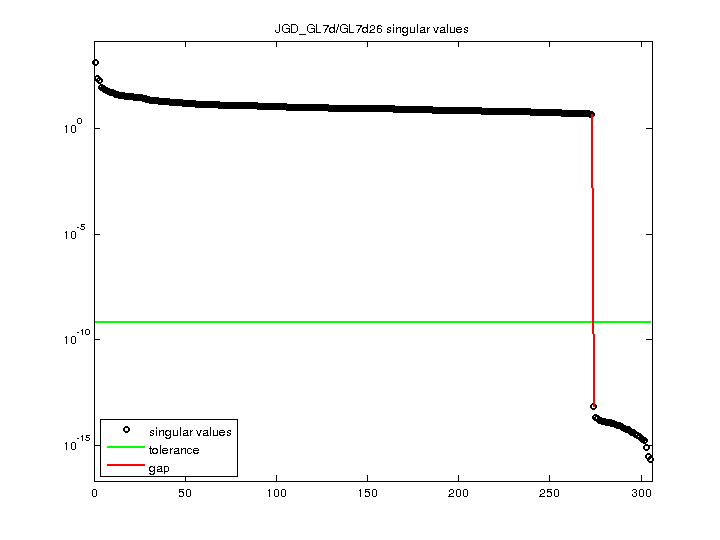 JGD_GL7d/GL7d26 singular values
10^0
10^-5
10^-10
10^-15
singular values
tolerance
gap
0 50 100 150 200 250 300